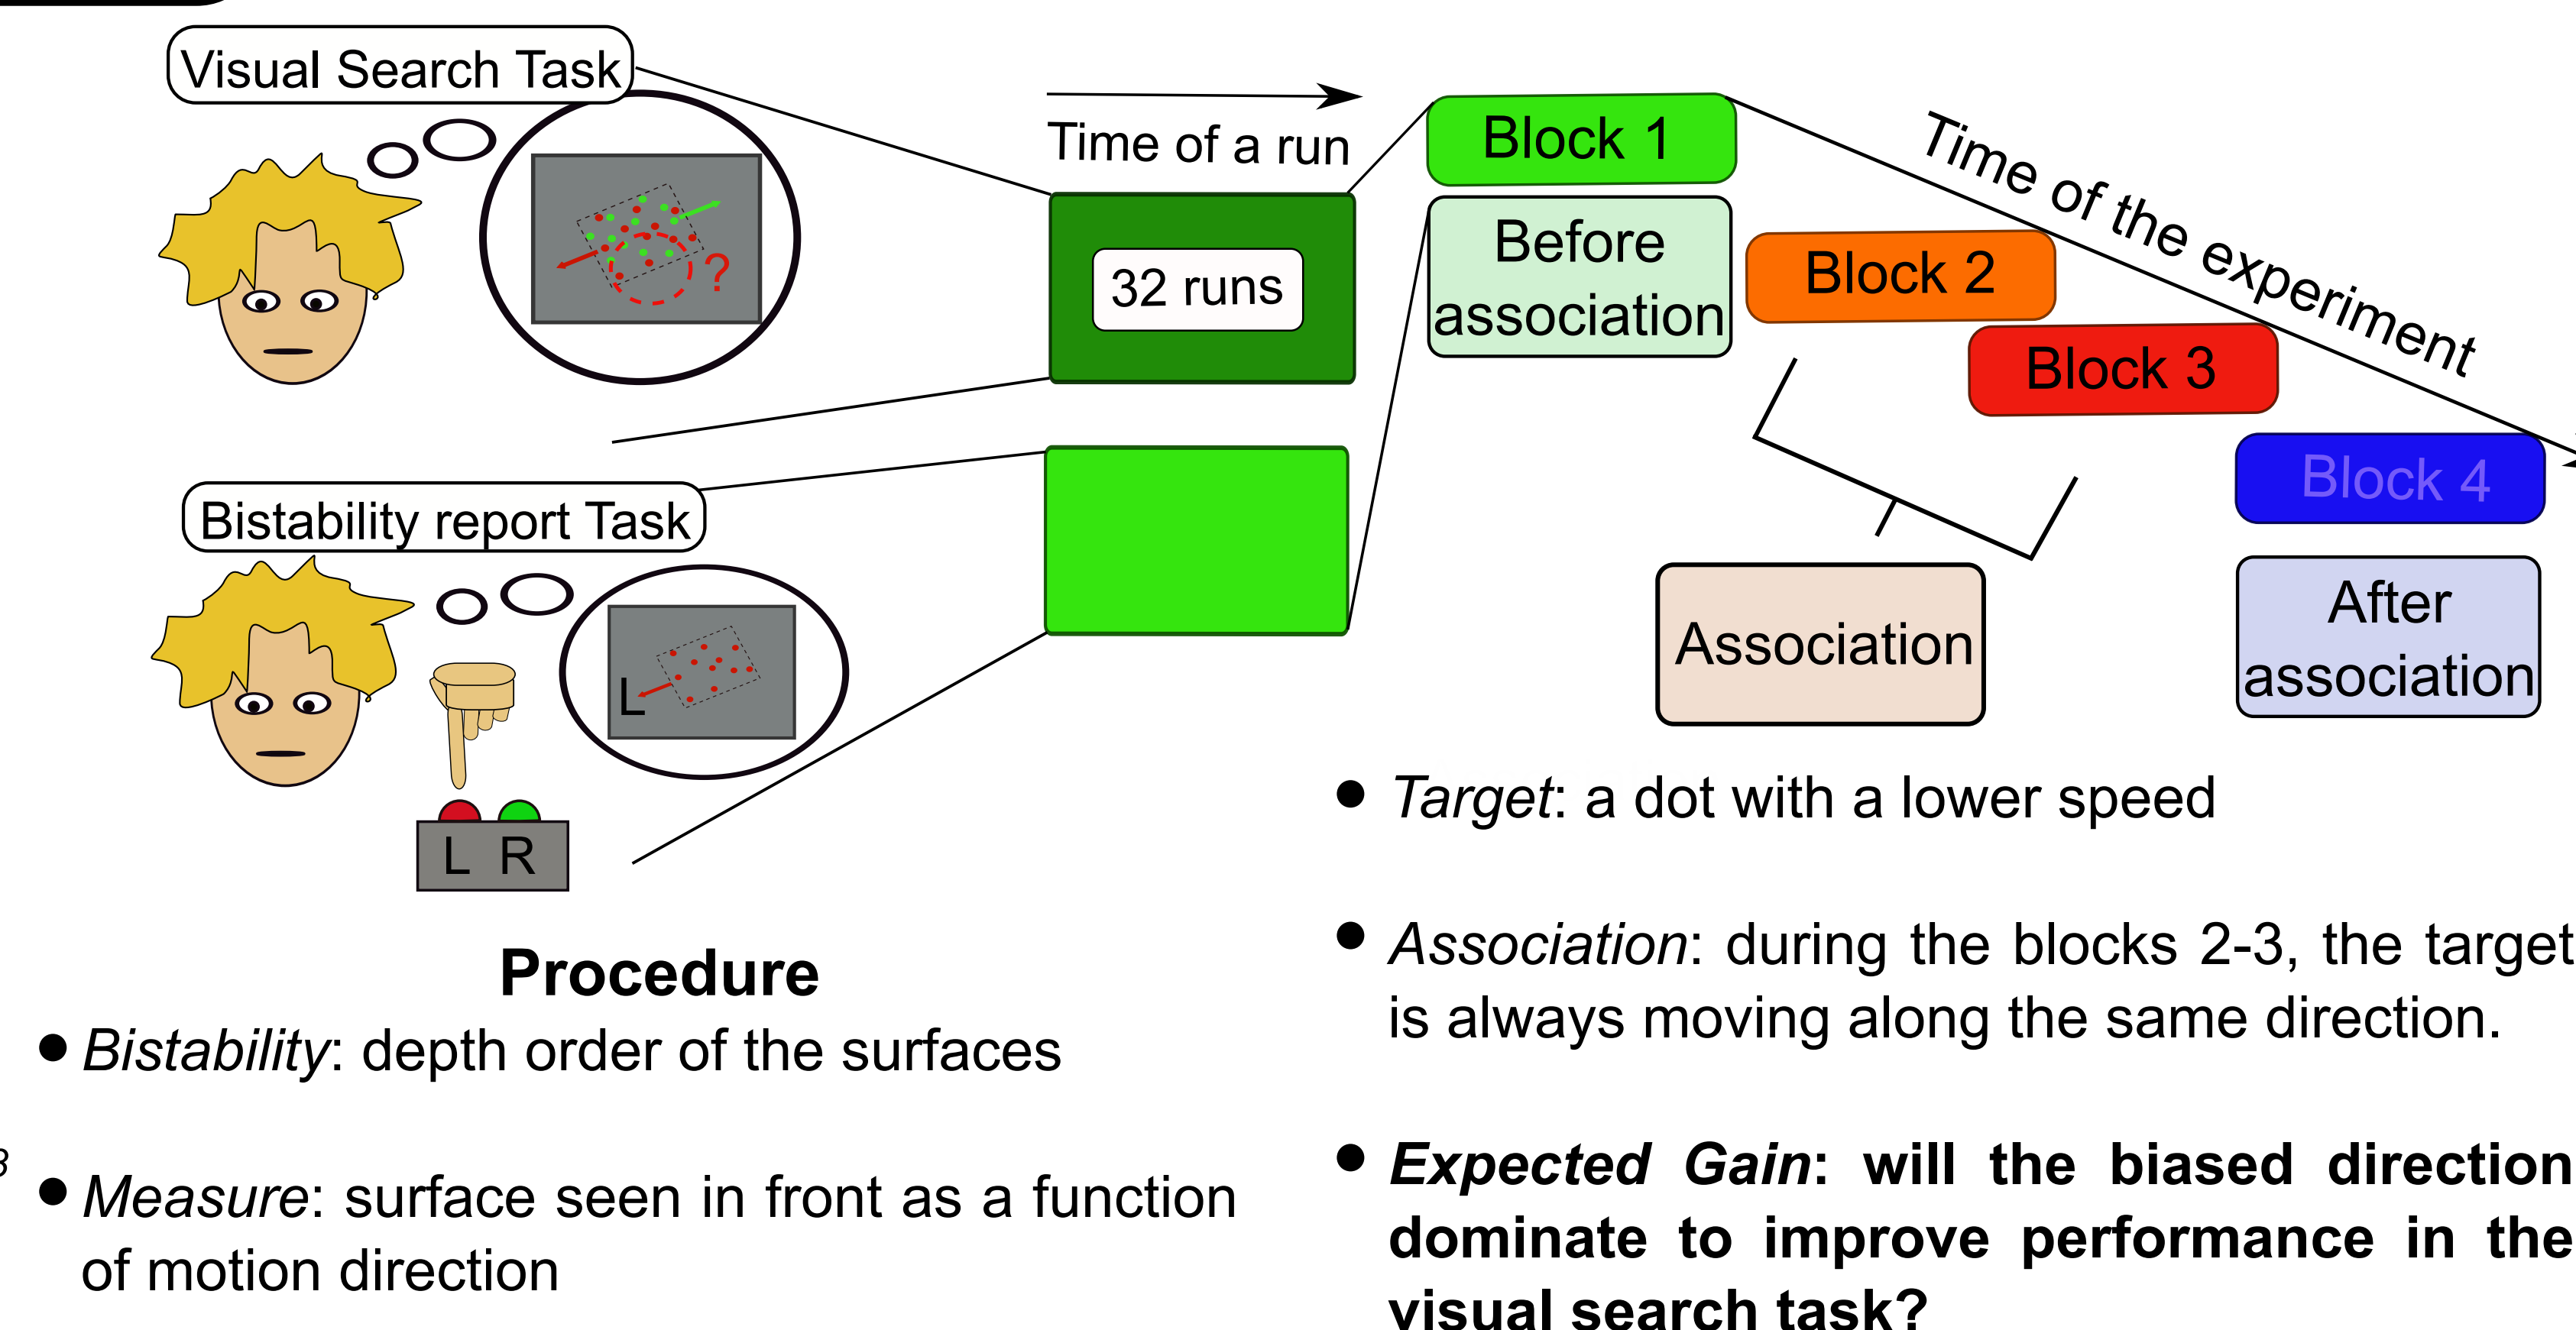 Visual Search Task
?
Time of a run
32 runs
Block 1
Before
association
Block 2
Block 3
Block 4
Time of the experiment
Association
After
association
Bistability report Task
L
L R
Procedure
• Bistability: depth order of the surfaces
3
• Measure: surface seen in front as a function
of motion direction
• Target: a dot with a lower speed
• Association: during the blocks 2-3, the target
is always moving along the same direction.
• Expected Gain: will the biased direction
dominate to improve performance in the
visual search task?